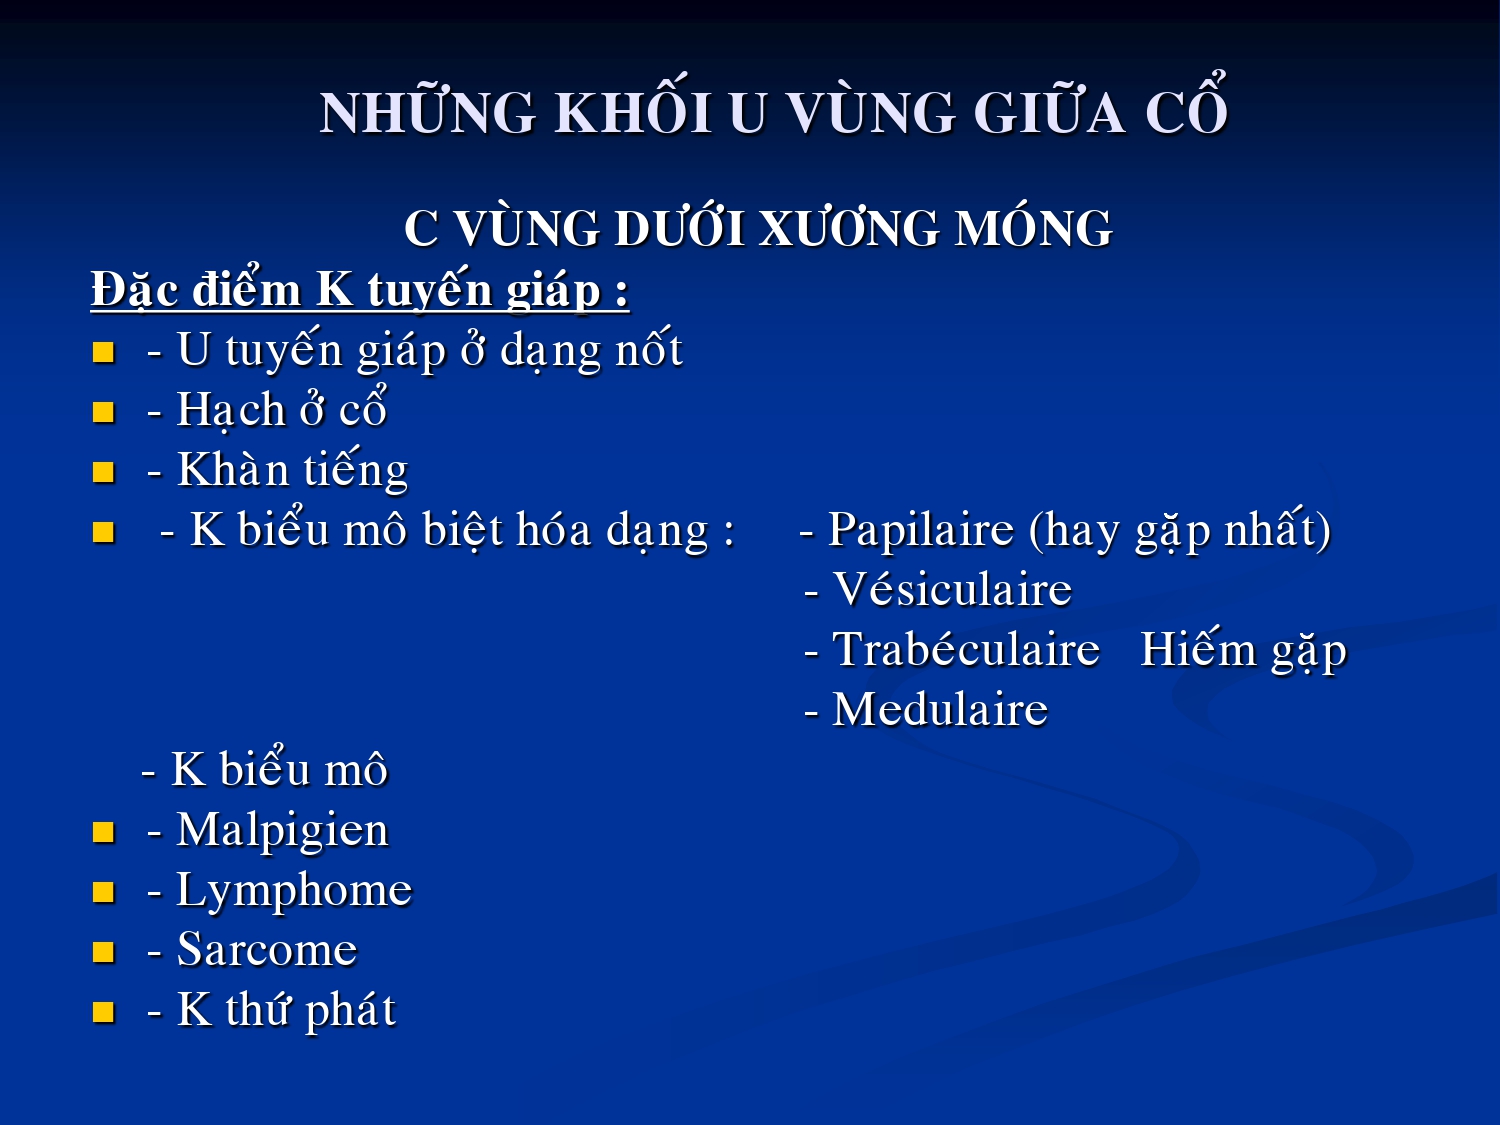 NHỮNG KHỐI U VÙNG GIỮA CỔ
C VÙNG DƯỚI XƯƠNG MÓNG
Đặc điểm K tuyến giáp :
- U tuyến giáp ở dạng nốt
- Hạch ở cổ
- Khàn tiếng
- K biểu mô biệt hóa dạng : - Papilaire (hay gặp nhất)
- Vésiculaire
- Trabéculaire Hiếm gặp
- Medulaire
- K biểu mô
- Malpigien
- Lymphome
- Sarcome
- K thứ phát